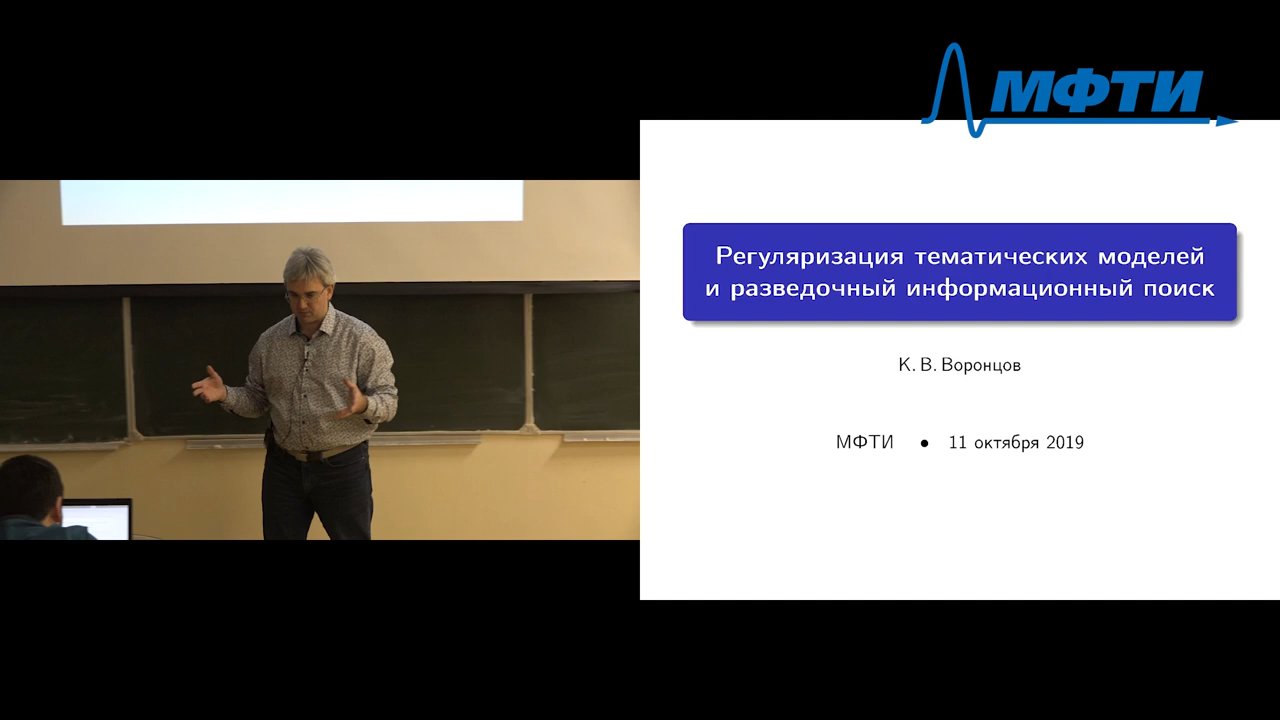 МФТИ
Регуляризация тематических моделей
и разведочный информационный поиск
К. В. Воронцов
МФТИ • 11 октября 2019